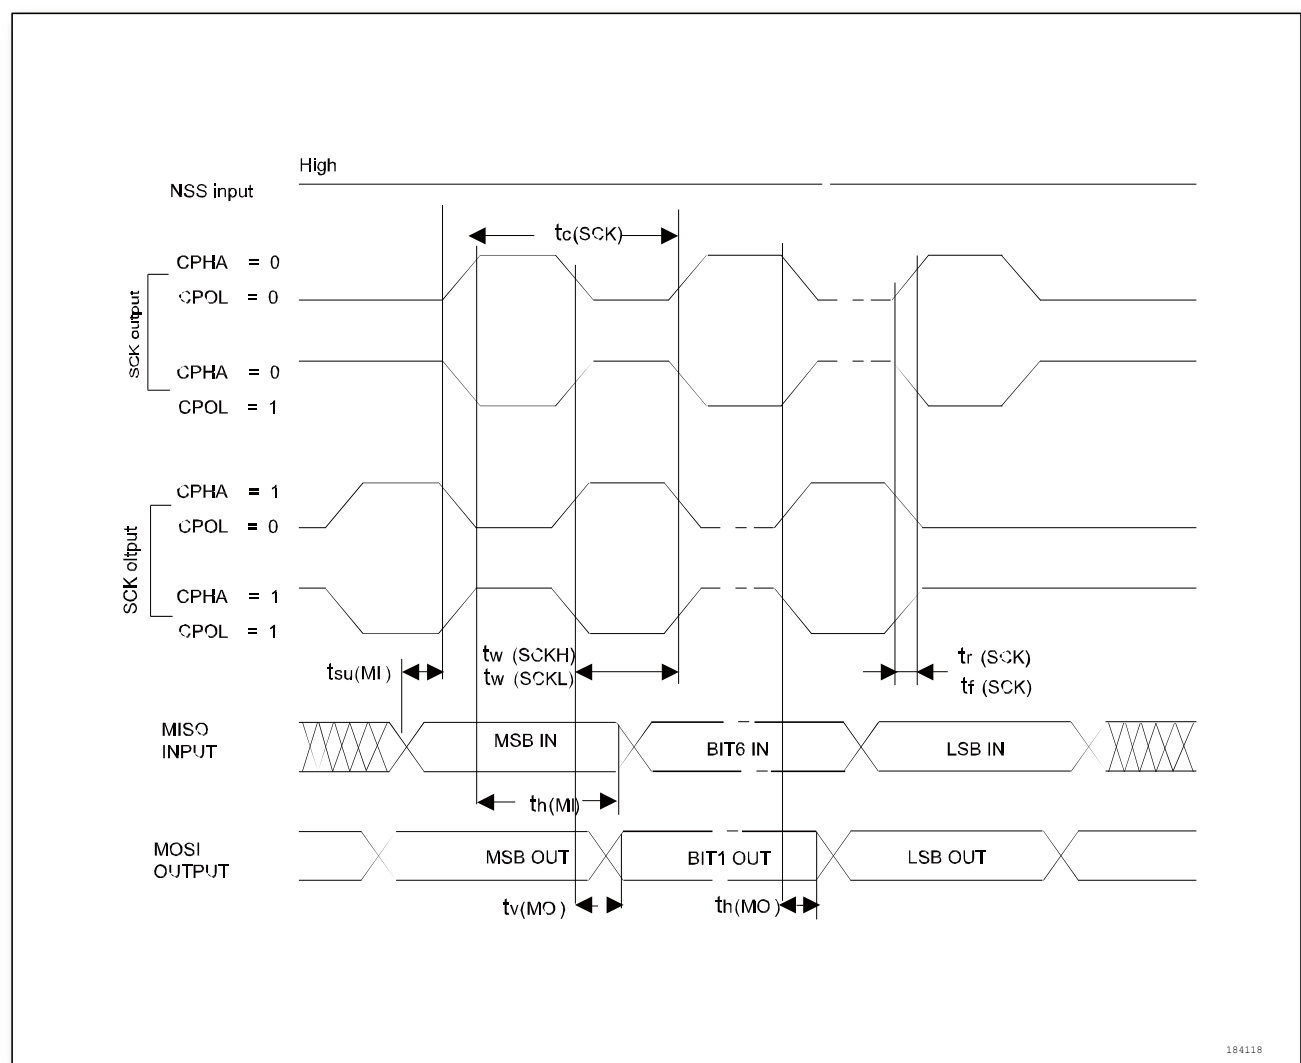 High
NSS input
tc(SCK)
CPHA = 0
CPOL = 0
SCK output
CPHA = 0
CPOL = 1
CPHA = 1
CPOL = 0
SCK oltput
CPHA = 1
CPOL = 1
tsu(MI)
tw (SCKH)
tw (SCKL)
tr (SCK)
tf (SCK)
MISO
INPUT
MSB IN
BIT6 IN
LSB IN
th(MI)
MOSI
OUTPUT
MSB OUT
BIT1 OUT
LSB OUT
tv(MO)
th(MO)
184118